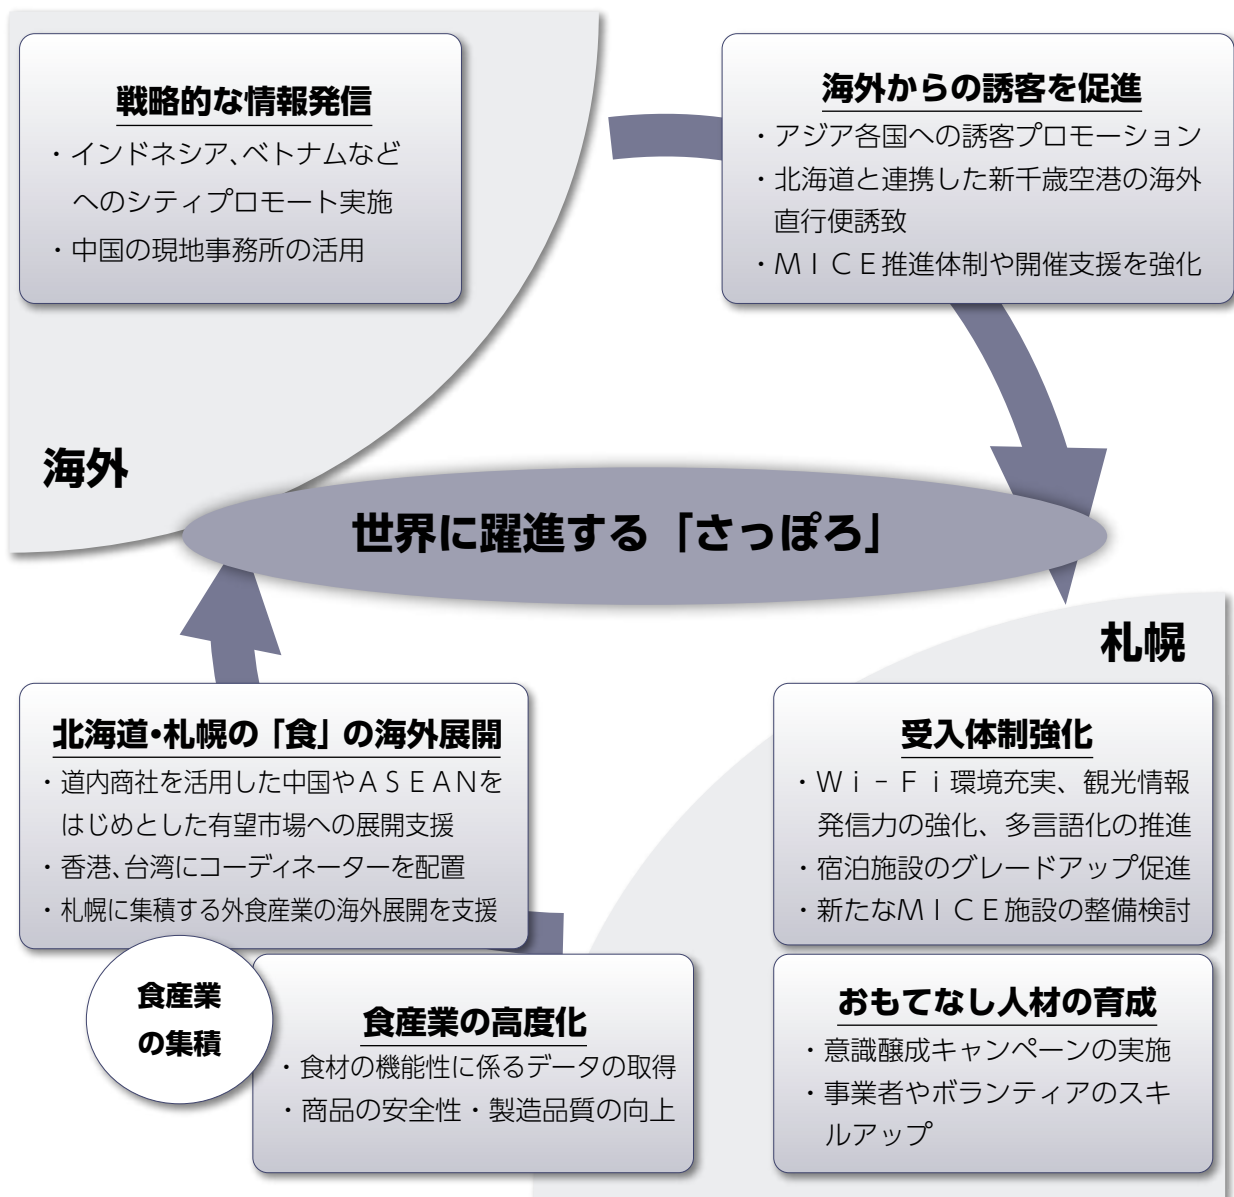 戦略的な情報発信
・インドネシア、ベトナムなど
へのシティプロモート実施
・中国の現地事務所の活用
海外
海外からの誘客を促進
・アジア各国への誘客プロモーション
・北海道と連携した新千歳空港の海外
直行便誘致
・ＭＩＣＥ推進体制や開催支援を強化
世界に躍進する「さっぽろ」
札幌
北海道・札幌の「食」の海外展開
・道内商社を活用した中国やＡＳＥＡＮを
はじめとした有望市場への展開支援
・香港、台湾にコーディネーターを配置
・札幌に集積する外食産業の海外展開を支援
食産業
の集積
食産業の高度化
・食材の機能性に係るデータの取得
・商品の安全性・製造品質の向上
受入体制強化
・Ｗｉ－Ｆｉ環境充実、観光情報
発信力の強化、多言語化の推進
・宿泊施設のグレードアップ促進
・新たなＭＩＣＥ施設の整備検討
おもてなし人材の育成
・意識醸成キャンペーンの実施
・事業者やボランティアのスキ
ルアップ